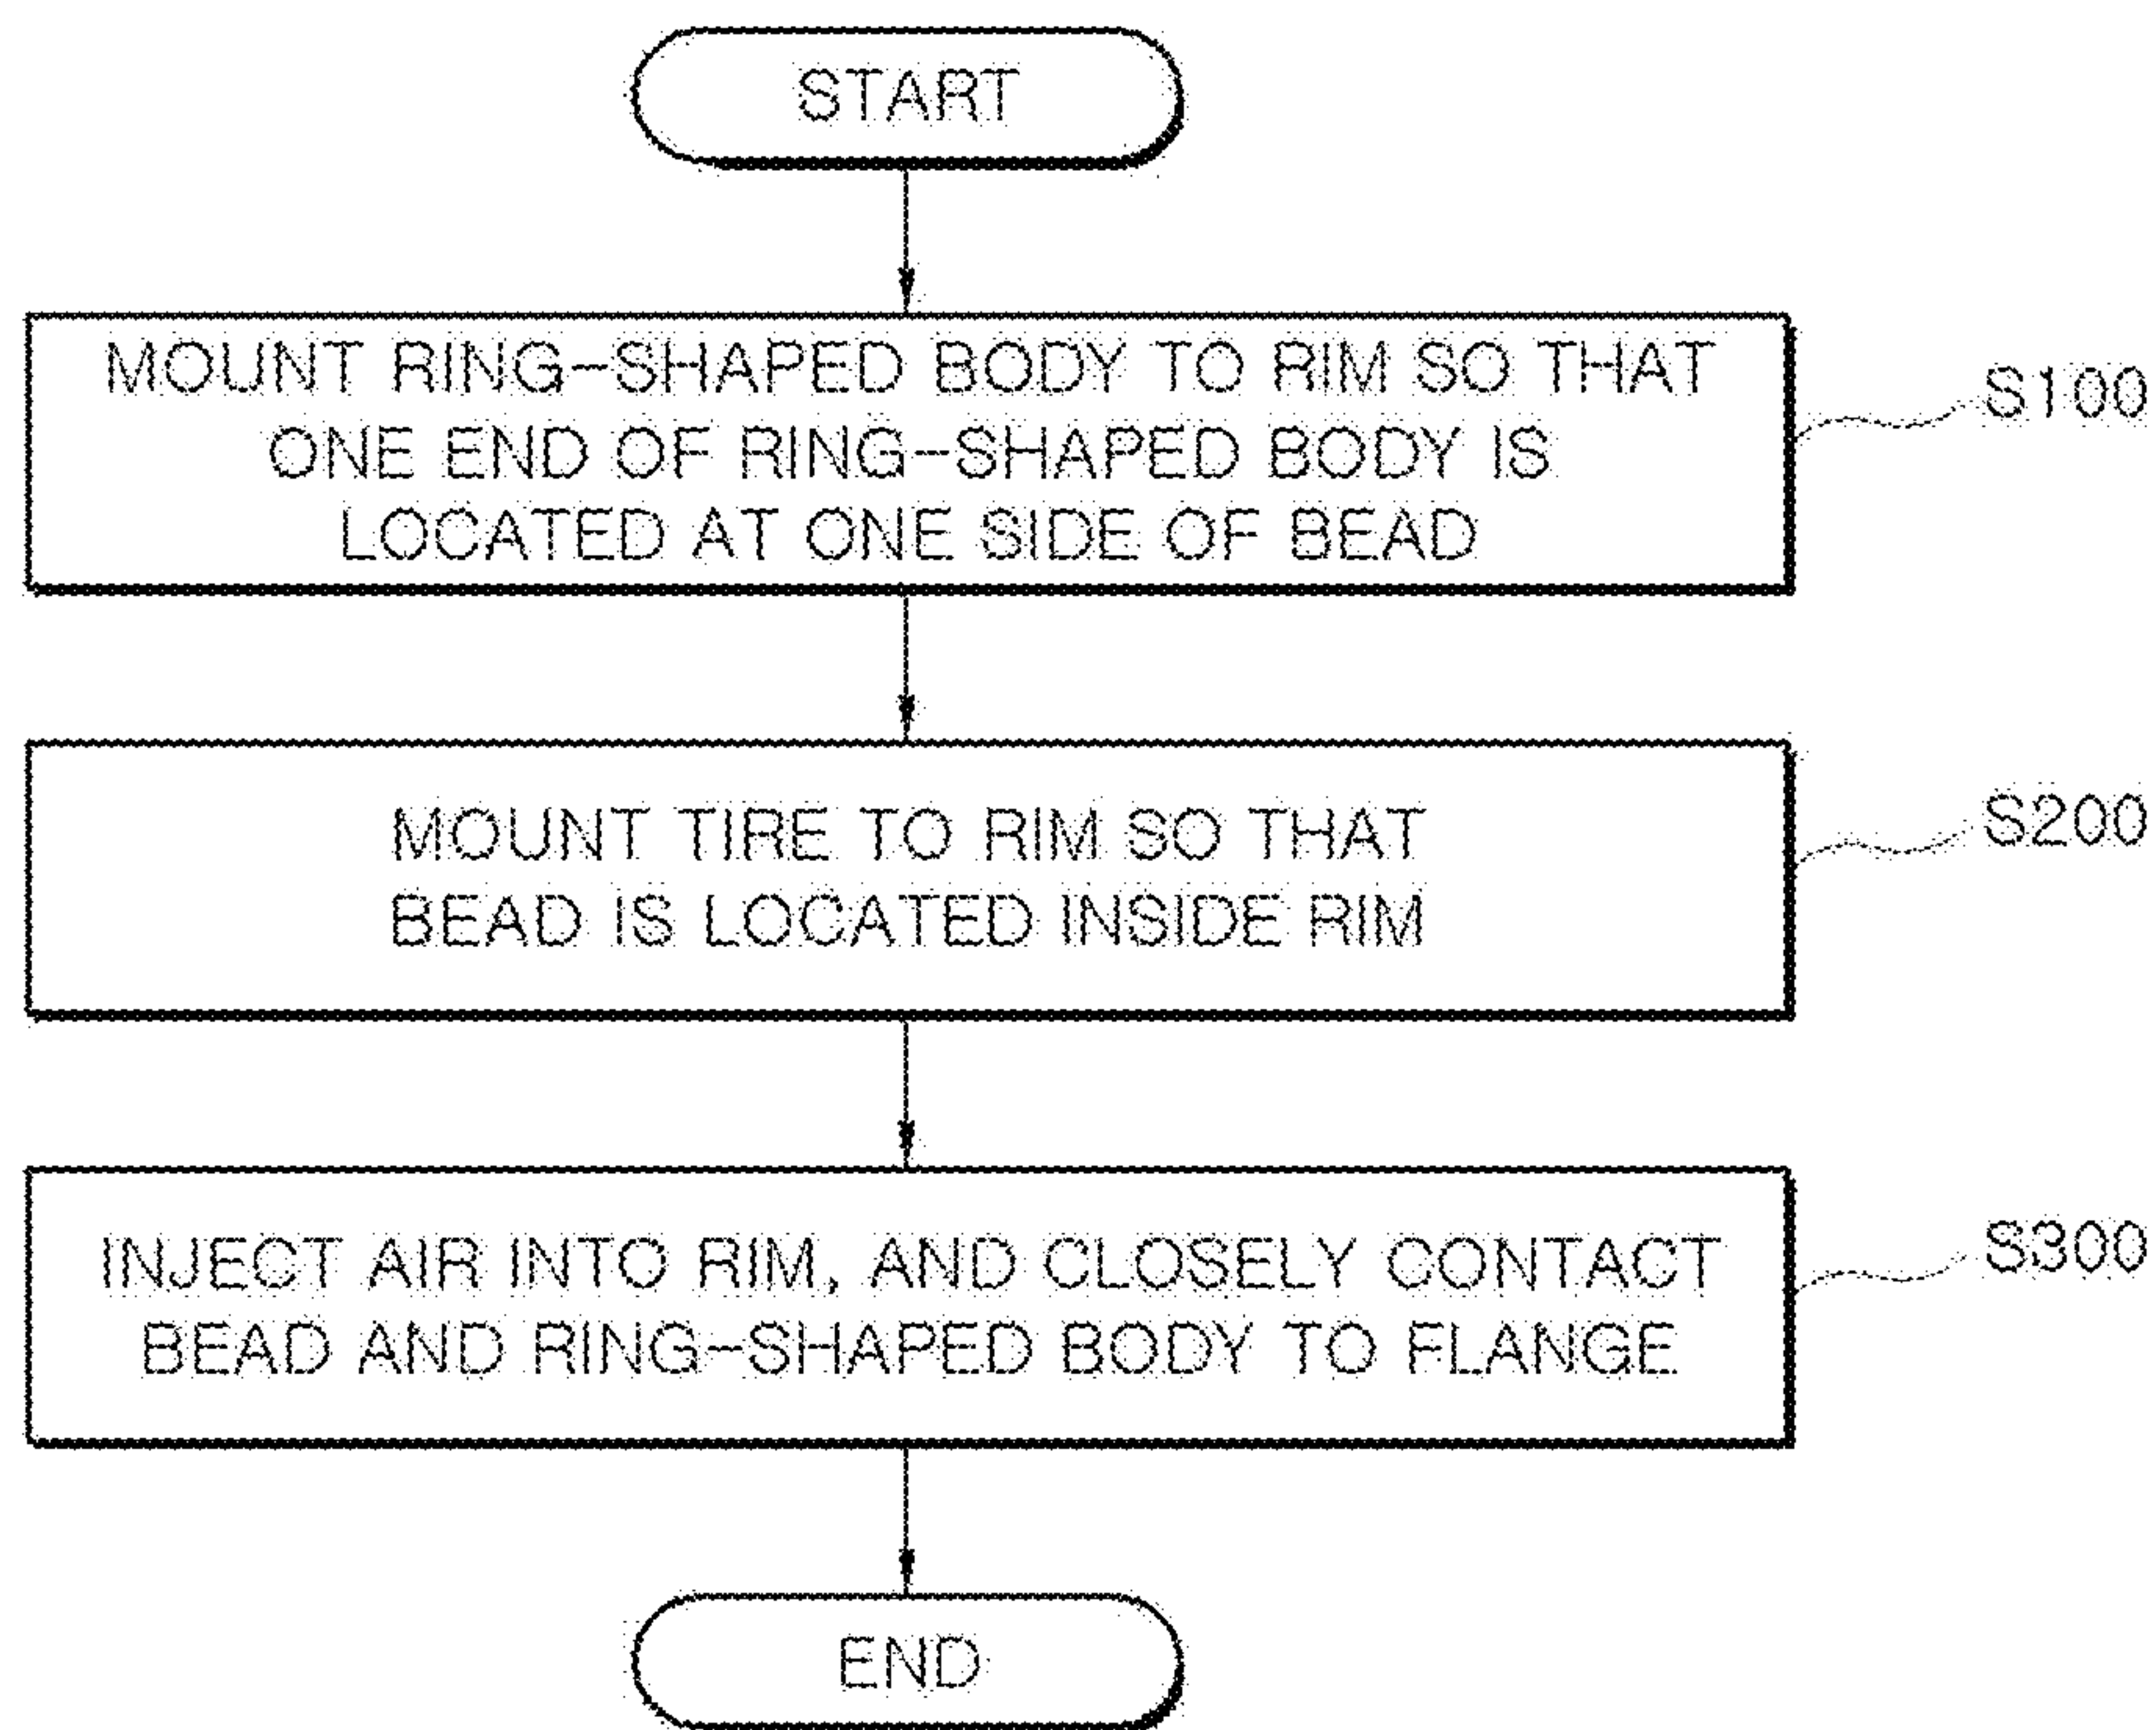 START
MOUNT RING-SHAPED BODY TO RIM SO THAT
ONE END OF RING-SHAPED BODY IS
LOCATED AT ONE SIDE OF BEAD
S100
MOUNT TIRE TO RIM SO THAT
BEAD IS LOCATED INSIDE RIM
S200
INJECT AIR INTO RIM, AND CLOSELY CONTACT
BEAD AND RING-SHAPED BODY TO FLANGE
S300
END